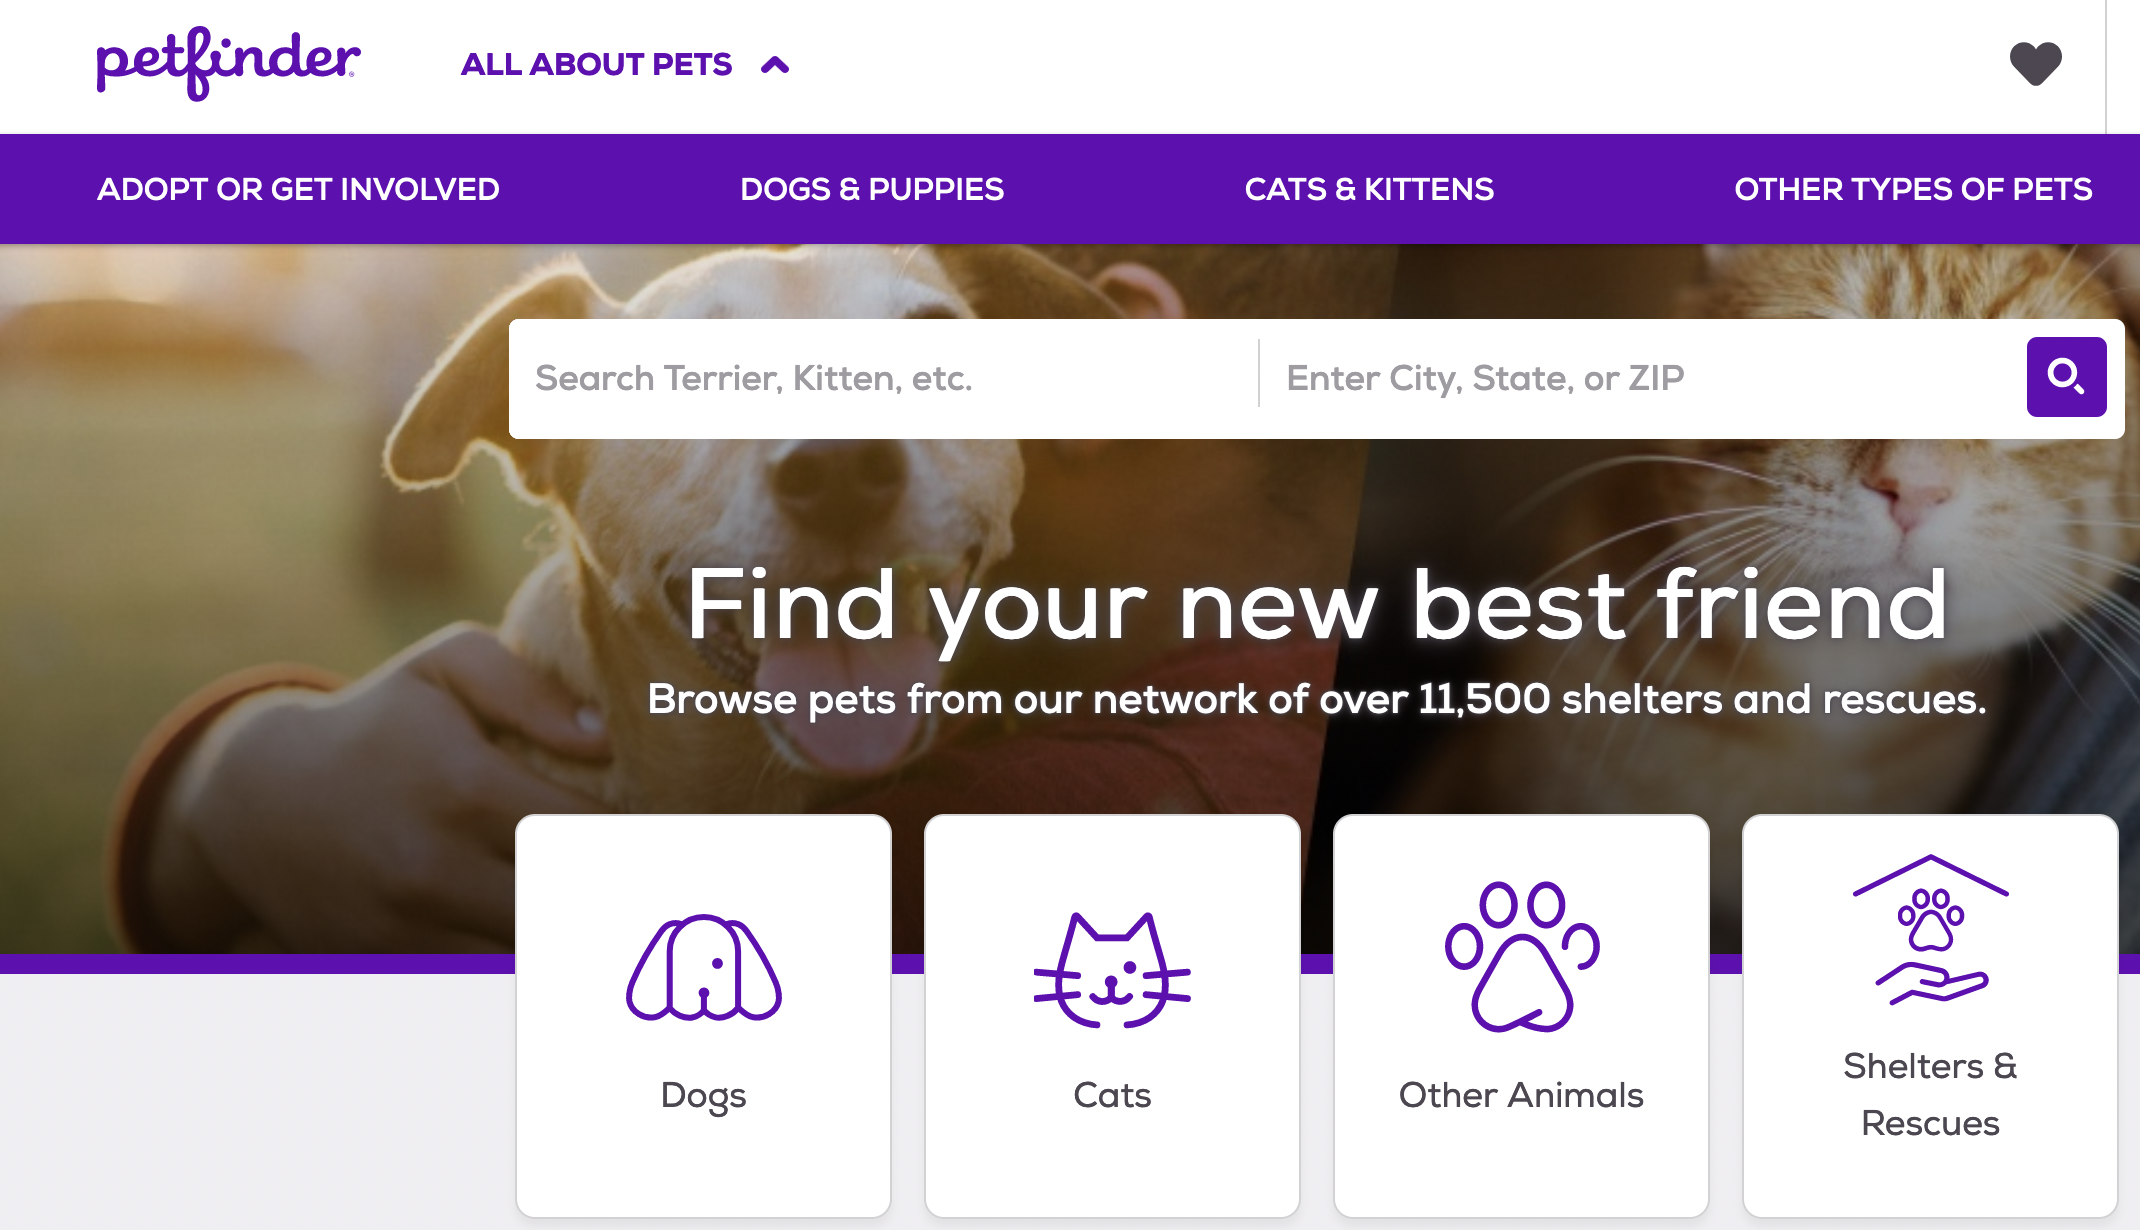 petfinder
ALL ABOUT PETS
ADOPT OR GET INVOLVED
DOGS & PUPPIES
CATS & KITTENS
OTHER TYPES OF PETS
Search Terrier, Kitten, etc.
Enter City, State, or ZIP
Find your new best friend
Browse pets from our network of over 11,500 shelters and rescues.
Dogs
Cats
Other Animals
Shelters &
Rescues